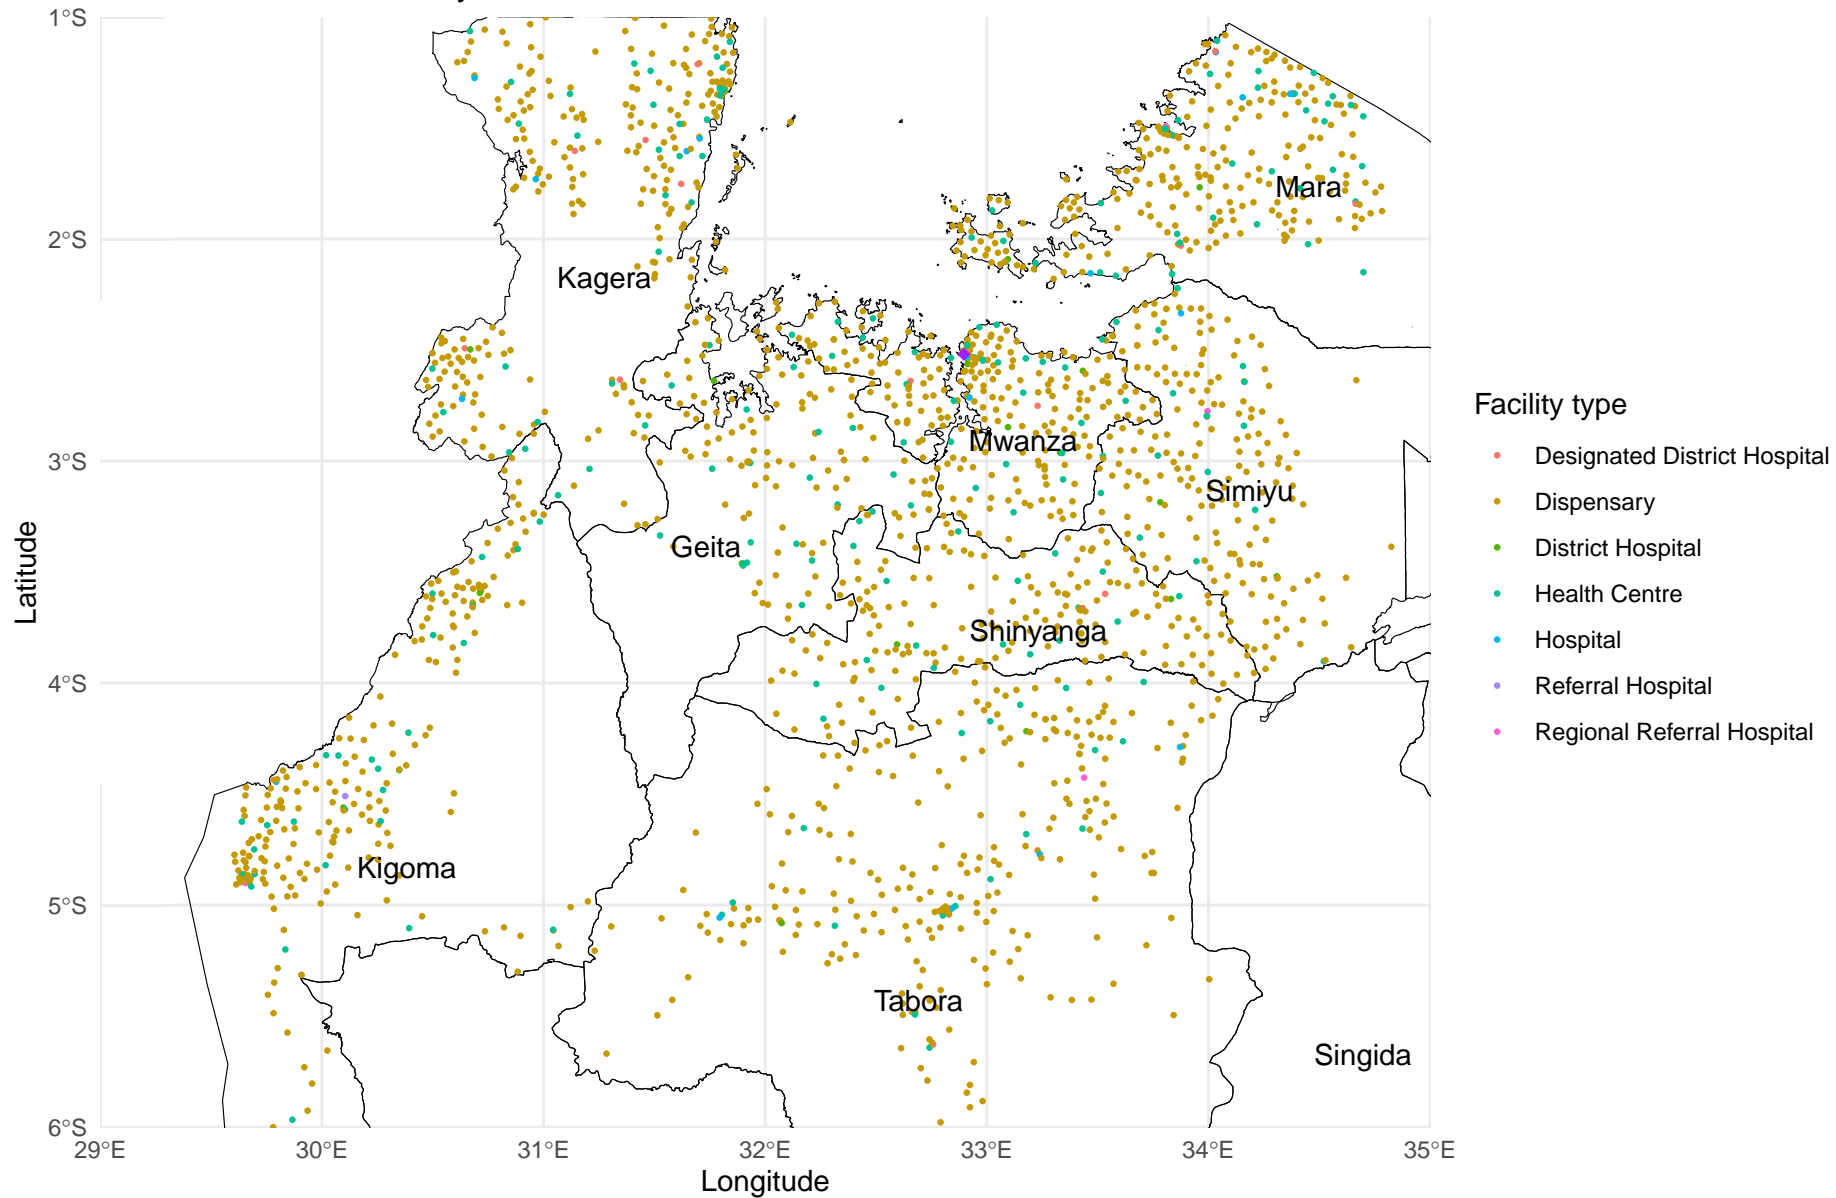 1°S
2°S
3°S
4°S
5°S
6°S
29°E
30°E
31°E
32°E
33°E
34°E
35°E
Latitude
Longitude
Mara
Kagera
Mwanza
Simiyu
Geita
Shinyanga
Kigoma
Tabora
Singida
Facility type
Designated District Hospital
Dispensary
District Hospital
Health Centre
Hospital
Referral Hospital
Regional Referral Hospital